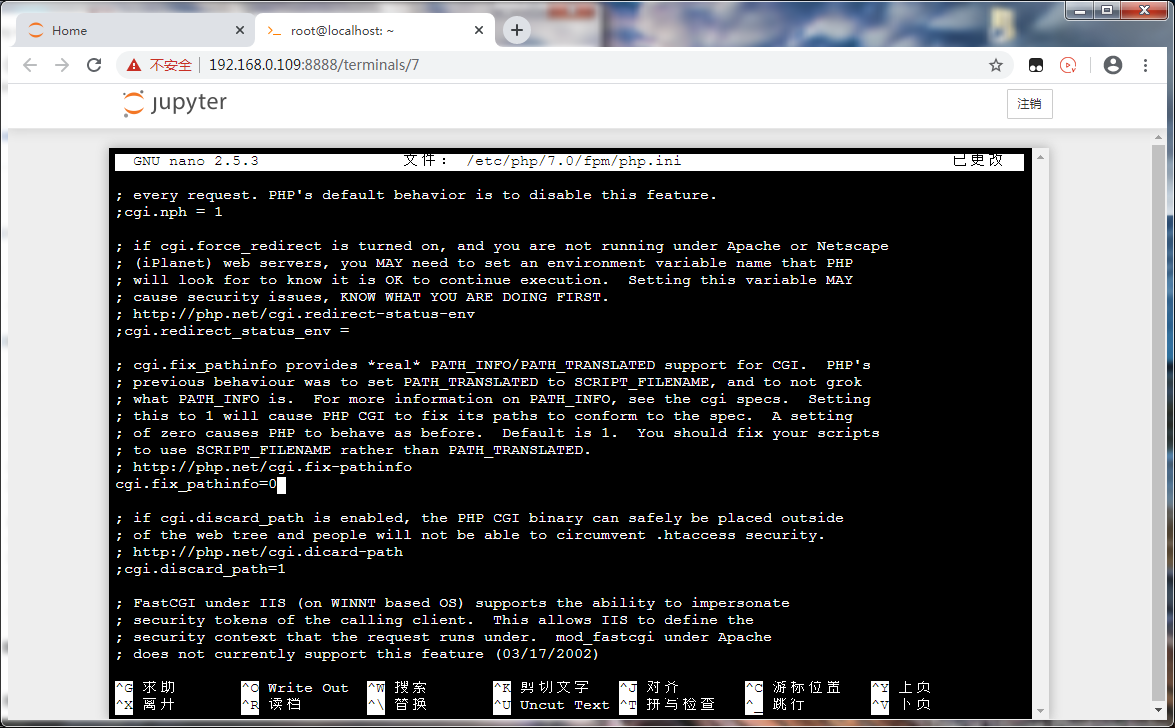 Home
root@localhost: ~
不安全 192.168.0.109:8888/terminals/7
jupyter
注销
GNU nano 2.5.3 文件： /etc/php/7.0/fpm/php.ini 已更改
; every request. PHP's default behavior is to disable this feature.
;cgi.nph = 1
; if cgi.force_redirect is turned on, and you are not running under Apache or Netscape
; (iPlanet) web servers, you MAY need to set an environment variable name that PHP
; will look for to know it is OK to continue execution.  Setting this variable MAY
; cause security issues, KNOW WHAT YOU ARE DOING FIRST.
; http://php.net/cgi.redirect-status-env
;cgi.redirect_status_env =
; cgi.fix_pathinfo provides *real* PATH_INFO/PATH_TRANSLATED support for CGI.  PHP's
; previous behaviour was to set PATH_TRANSLATED to SCRIPT_FILENAME, and to not grok
; what PATH_INFO is.  For more information on PATH_INFO, see the cgi specs.  Setting
; this to 1 will cause PHP CGI to fix its paths to conform to the spec.  A setting
; of zero causes PHP to behave as before.  Default is 1.  You should fix your scripts
; to use SCRIPT_FILENAME rather than PATH_TRANSLATED.
; http://php.net/cgi.fix-pathinfo
cgi.fix_pathinfo=0
; if cgi.discard_path is enabled, the PHP CGI binary can safely be placed outside
; of the web tree and people will not be able to circumvent .htaccess security.
; http://php.net/cgi.dicard-path
;cgi.discard_path=1
; FastCGI under IIS (on WINNT based OS) supports the ability to impersonate
; security tokens of the calling client.  This allows IIS to define the
; security context that the request runs under.  mod_fastcgi under Apache
; does not currently support this feature (03/17/2002)
^G 求助 ^O Write Out ^W 搜索 ^K 剪切文字 ^J 对齐 ^C 游标位置 ^Y 上页
^X 离开 ^R 读档 ^\ 替换 ^U Uncut Text ^T 拼写检查 ^_ 跳行 ^V 下页